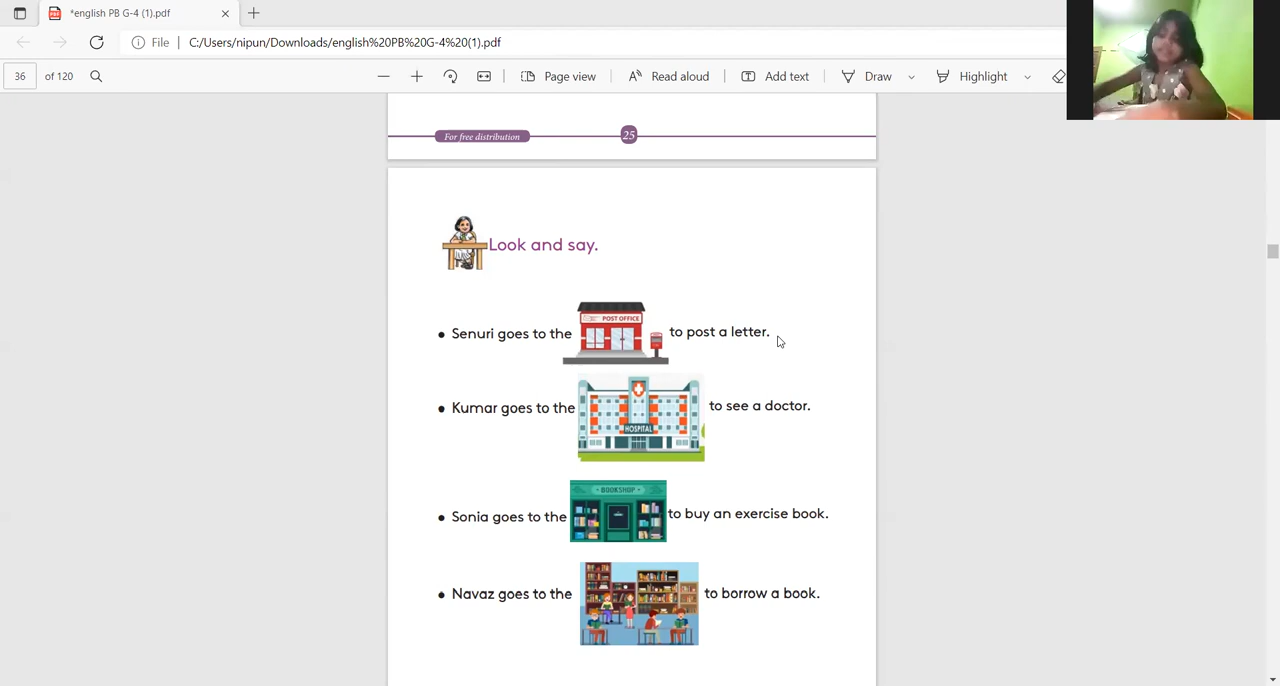 *english PB G-4 (1).pdf
File C:/Users/nipun/Downloads/english%20PB%20G-4%20(1).pdf
36 of 120 Page view Read aloud Add text Draw Highlight
For free distribution 25
Look and say.
• Senuri goes to the POST OFFICE to post a letter.
• Kumar goes to the HOSPITAL to see a doctor.
• Sonia goes to the BOOKSHOP to buy an exercise book.
• Navaz goes to the to borrow a book.